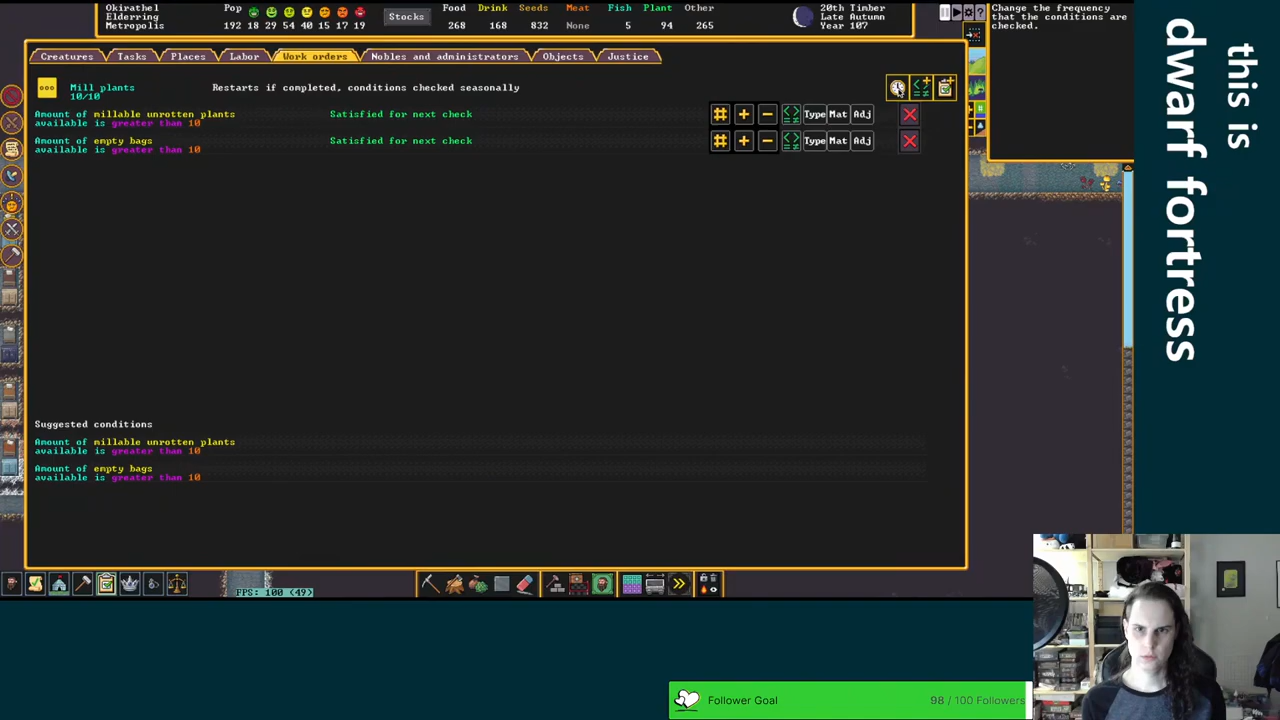 Okirathel
Elderring
Metropolis
Pop
192 18 29 54 40 15 17 19
Stocks
Food Drink Seeds Meat Fish Plant Other
268 168 832 None 5 94 265
20th Timber
Late Autumn
Year 107
Change the frequency
that the conditions are
checked.
Creatures Tasks Places Labor Work orders Nobles and administrators Objects Justice
Mill plants
10/10
Restarts if completed, conditions checked seasonally
Amount of millable unrotten plants
available is greater than 10
Satisfied for next check
Type Mat Adj
Amount of empty bags
available is greater than 10
Satisfied for next check
Type Mat Adj
Suggested conditions
Amount of millable unrotten plants
available is greater than 10
Amount of empty bags
available is greater than 10
FPS: 100 (49)
this is
dwarf fortress
Follower Goal
98 / 100 Followers